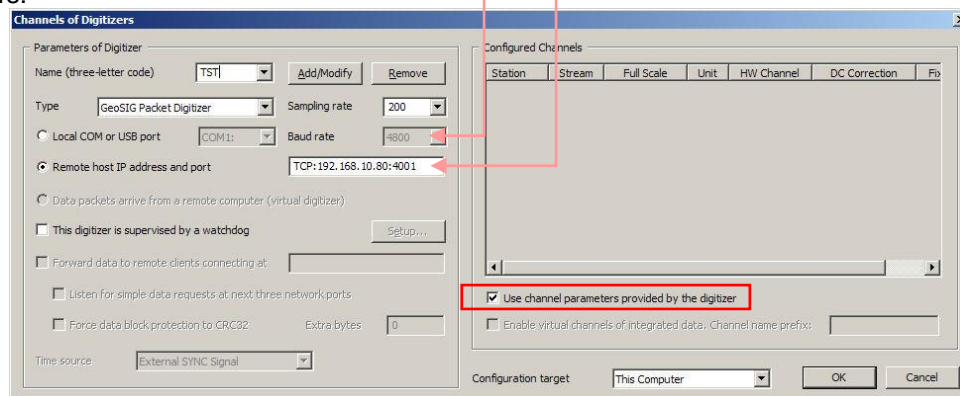 Channels of Digitizers
Parameters of Digitizer
Name (three-letter code) TST Add/Modify Remove
Type GeoSIG Packet Digitizer Sampling rate 200
Local COM or USB port COM1: Baud rate 4800
Remote host IP address and port TCP:192.168.10.80:4001
Data packets arrive from a remote computer (virtual digitizer)
This digitizer is supervised by a watchdog Setup...
Forward data to remote clients connecting at
Listen for simple data requests at next three network ports
Force data block protection to CRC32 Extra bytes 0
Time source External SYNC Signal
Configured Channels
Station Stream Full Scale Unit HW Channel DC Correction Fix
Use channel parameters provided by the digitizer
Enable virtual channels of integrated data. Channel name prefix:
Configuration target This Computer OK Cancel